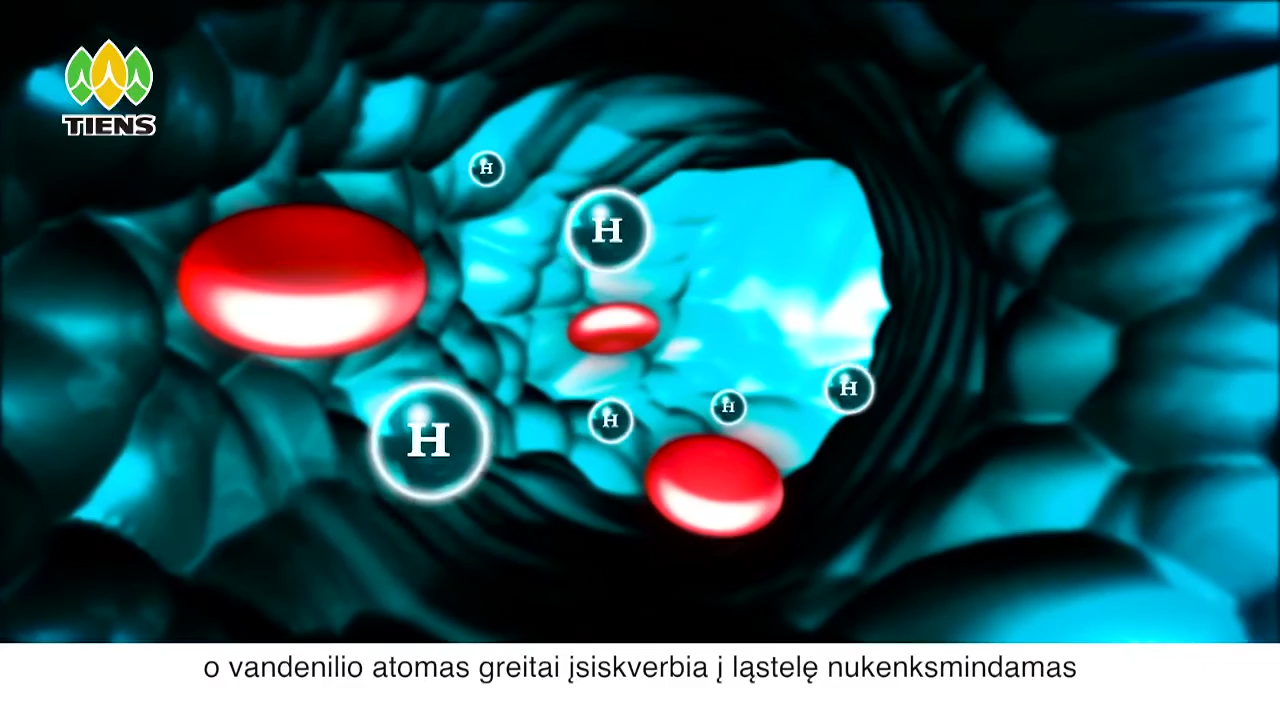 TIENS
H
H
H
H
H
H
o vandenilio atomas greitai įsiskverbia į ląstelę nukenksmindamas